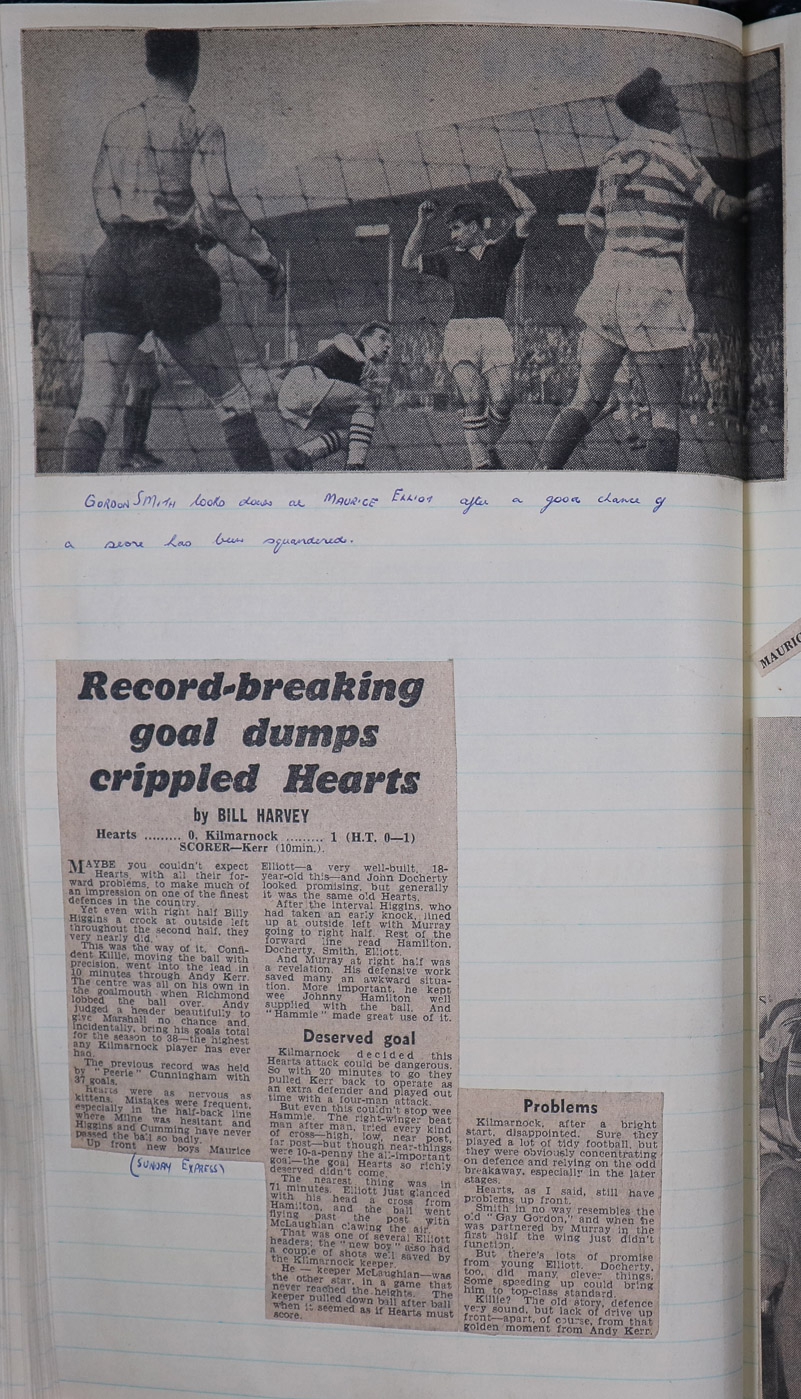 GORDON SMITH looks down at MAURICE ELLIOT after a good chance of
a score has been squandered.
Record-breaking
goal dumps
crippled Hearts
by BILL HARVEY
Hearts ......... 0, Kilmarnock ......... 1 (H.T. 0—1)
SCORER—Kerr (10min.).
MAYBE you couldn't expect
Hearts, with all their for-
ward problems, to make much of
an impression on one of the finest
defences in the country.
Yet even with right half Billy
Higgins a crock at outside left
throughout the second half, they
very nearly did.
This was the way of it. Confi-
dent Killie, moving the ball with
precision, went into the lead in
10 minutes through Andy Kerr.
The centre was all on his own in
the goalmouth when Richmond
lobbed the ball over. Andy
judged a header beautifully to
give Marshall no chance and,
incidentally, bring his goals total
for the season to 38—the highest
any Kilmarnock player has ever
had.
The previous record was held
by "Peerie" Cunningham with
37 goals.
Hearts were as nervous as
kittens. Mistakes were frequent,
especially in the half-back line
where Milne was hesitant and
Higgins and Cumming have never
passed the ball so badly.
Up front new boys Maurice
(SUNDAY EXPRESS)
Elliott—a very well-built, 18-
year-old this—and John Docherty
looked promising, but generally
it was the same old Hearts.
After the interval Higgins, who
had taken an early knock, lined
up at outside left with Murray
going to right half. Rest of the
forward line read Hamilton,
Docherty, Smith, Elliott.
And Murray at right half was
a revelation. His defensive work
saved many an awkward situa-
tion. More important, he kept
wee Johnny Hamilton well
supplied with the ball. And
"Hammie" made great use of it.
Deserved goal
Kilmarnock decided this
Hearts attack could be dangerous.
So with 20 minutes to go they
pulled Kerr back to operate as
an extra defender and played out
time with a four-man attack.
But even this couldn't stop wee
Hammie. The right-winger beat
man after man, tried every kind
of cross—high, low, near post,
far post—but though near-things
were 10-a-penny the all-important
goal—the goal Hearts so richly
deserved didn't come.
The nearest thing was in
71 minutes. Elliott just glanced
with his head a cross from
Hamilton, and the ball went
flying past the post with
McLaughlan clawing the air.
That was one of several Elliott
headers; the "new boy" also had
a couple of shots well saved by
the Kilmarnock keeper.
He — keeper McLaughlan—was
the other star, in a game that
never reached the heights. The
keeper pulled down ball after ball
when it seemed as if Hearts must
score.
Problems
Kilmarnock, after a bright
start, disappointed. Sure they
played a lot of tidy football, but
they were obviously concentrating
on defence and relying on the odd
breakaway, especially in the later
stages.
Hearts, as I said, still have
problems up front.
Smith in no way resembles the
old "Gay Gordon," and when he
was partnered by Murray in the
first half the wing just didn't
function.
But there's lots of promise
from young Elliott. Docherty,
too, did many clever things.
Some speeding up could bring
him to top-class standard.
Killie? The old story, defence
very sound, but lack of drive up
front—apart, of course, from that
golden moment from Andy Kerr.
2
MAURIC